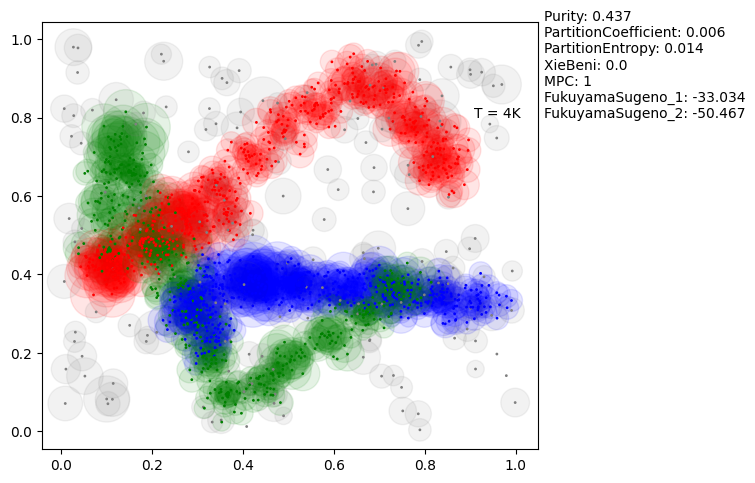 Purity: 0.437
PartitionCoefficient: 0.006
PartitionEntropy: 0.014
XieBeni: 0.0
MPC: 1
FukuyamaSugeno_1: -33.034
FukuyamaSugeno_2: -50.467
T = 4K
1.0
0.8
0.6
0.4
0.2
0.0
0.0 0.2 0.4 0.6 0.8 1.0